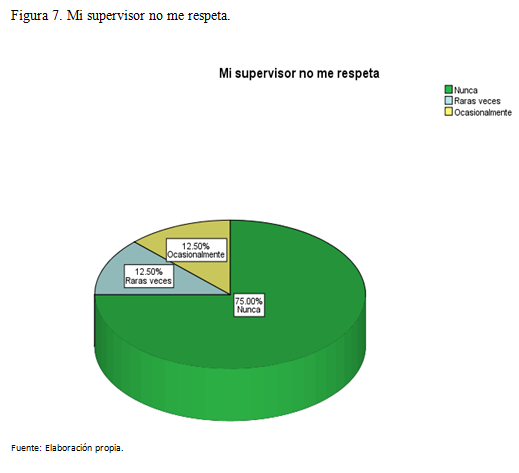 Figura 7. Mi supervisor no me respeta.
Mi supervisor no me respeta
Nunca
Raras veces
Ocasionalmente
12.50%
Ocasionalmente
12.50%
Raras veces
75.00%
Nunca
Fuente: Elaboración propia.